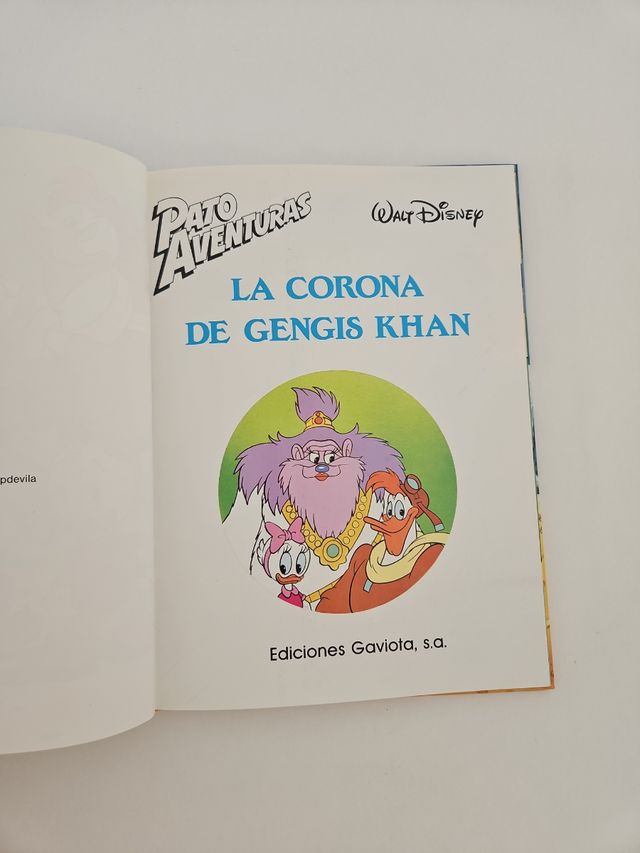 pdevila
PATO
AVENTURAS
WALT DISNEY
LA CORONA
DE GENGIS KHAN
Ediciones Gaviota, s.a.